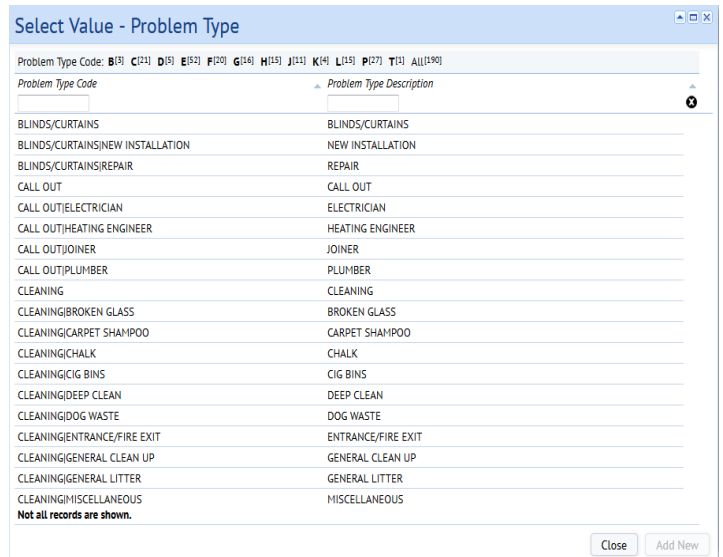 Select Value - Problem Type
Problem Type Code: B[3] C[21] D[5] E[52] F[20] G[16] H[15] J[11] K[4] L[15] P[27] T[1] All[190]
Problem Type Code Problem Type Description
BLINDS/CURTAINS BLINDS/CURTAINS
BLINDS/CURTAINS|NEW INSTALLATION NEW INSTALLATION
BLINDS/CURTAINS|REPAIR REPAIR
CALL OUT CALL OUT
CALL OUT|ELECTRICIAN ELECTRICIAN
CALL OUT|HEATING ENGINEER HEATING ENGINEER
CALL OUT|JOINER JOINER
CALL OUT|PLUMBER PLUMBER
CLEANING CLEANING
CLEANING|BROKEN GLASS BROKEN GLASS
CLEANING|CARPET SHAMPOO CARPET SHAMPOO
CLEANING|CHALK CHALK
CLEANING|CIG BINS CIG BINS
CLEANING|DEEP CLEAN DEEP CLEAN
CLEANING|DOG WASTE DOG WASTE
CLEANING|ENTRANCE/FIRE EXIT ENTRANCE/FIRE EXIT
CLEANING|GENERAL CLEAN UP GENERAL CLEAN UP
CLEANING|GENERAL LITTER GENERAL LITTER
CLEANING|MISCELLANEOUS MISCELLANEOUS
Not all records are shown.
Close Add New